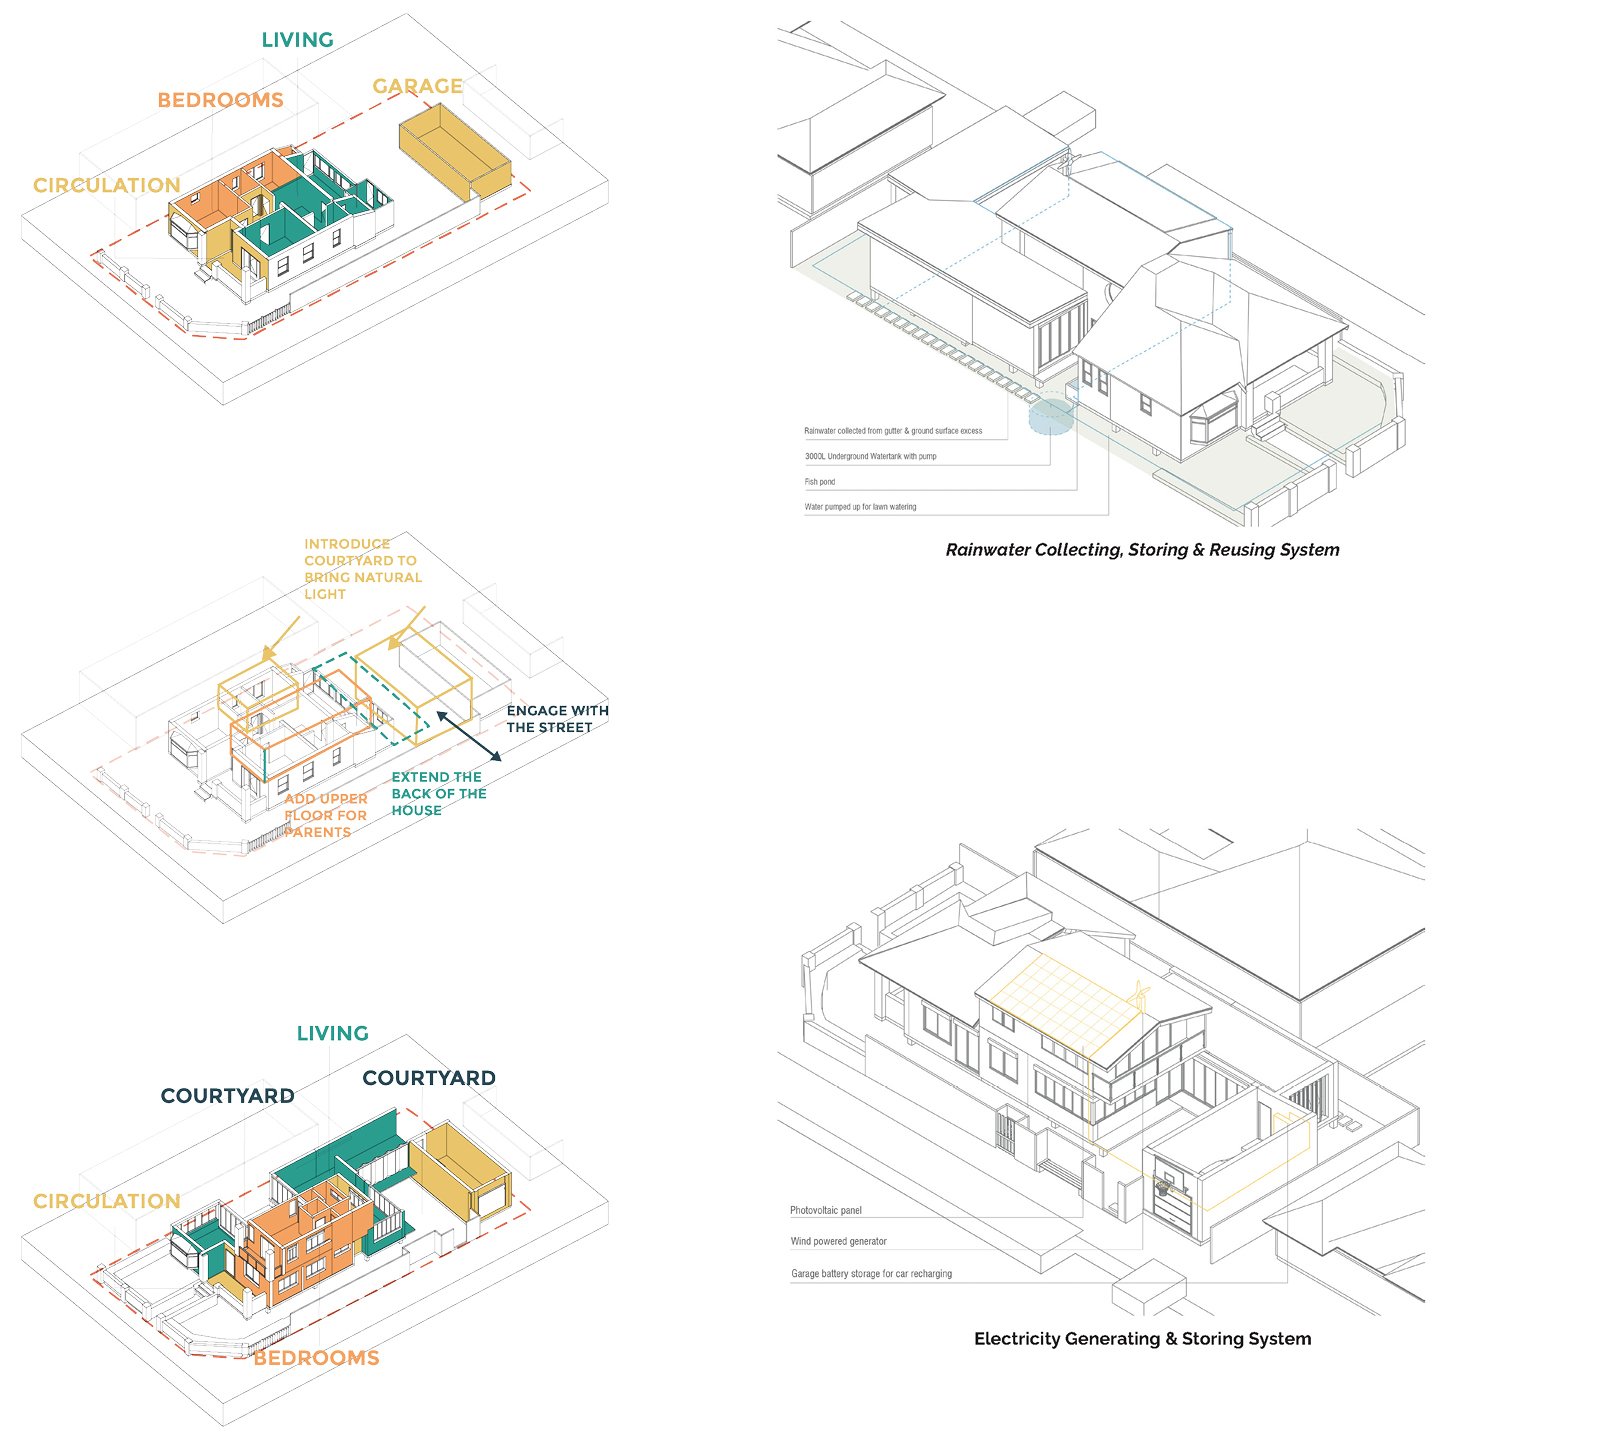 LIVING
GARAGE
BEDROOMS
CIRCULATION
INTRODUCE
COURTYARD TO
BRING NATURAL
LIGHT
ENGAGE WITH
THE STREET
EXTEND THE
BACK OF THE
HOUSE
ADD UPPER
FLOOR FOR
PARENTS
LIVING
COURTYARD
COURTYARD
CIRCULATION
BEDROOMS
Rainwater collected from gutter & ground surface excess
3000L Underground Watertank with pump
Fish pond
Water pumped up for lawn watering
Rainwater Collecting, Storing & Reusing System
Photovoltaic panel
Wind powered generator
Garage battery storage for car recharging
Electricity Generating & Storing System